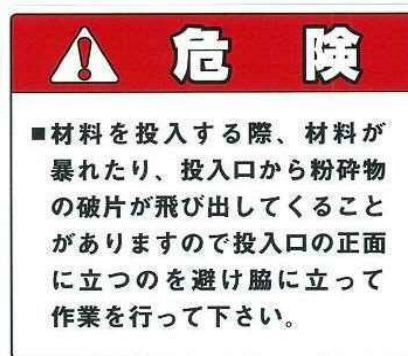 危険
■材料を投入する際、材料が
暴れたり、投入口から粉砕物
の破片が飛び出してくること
がありますので投入口の正面
に立つのを避け脇に立って
作業を行って下さい。